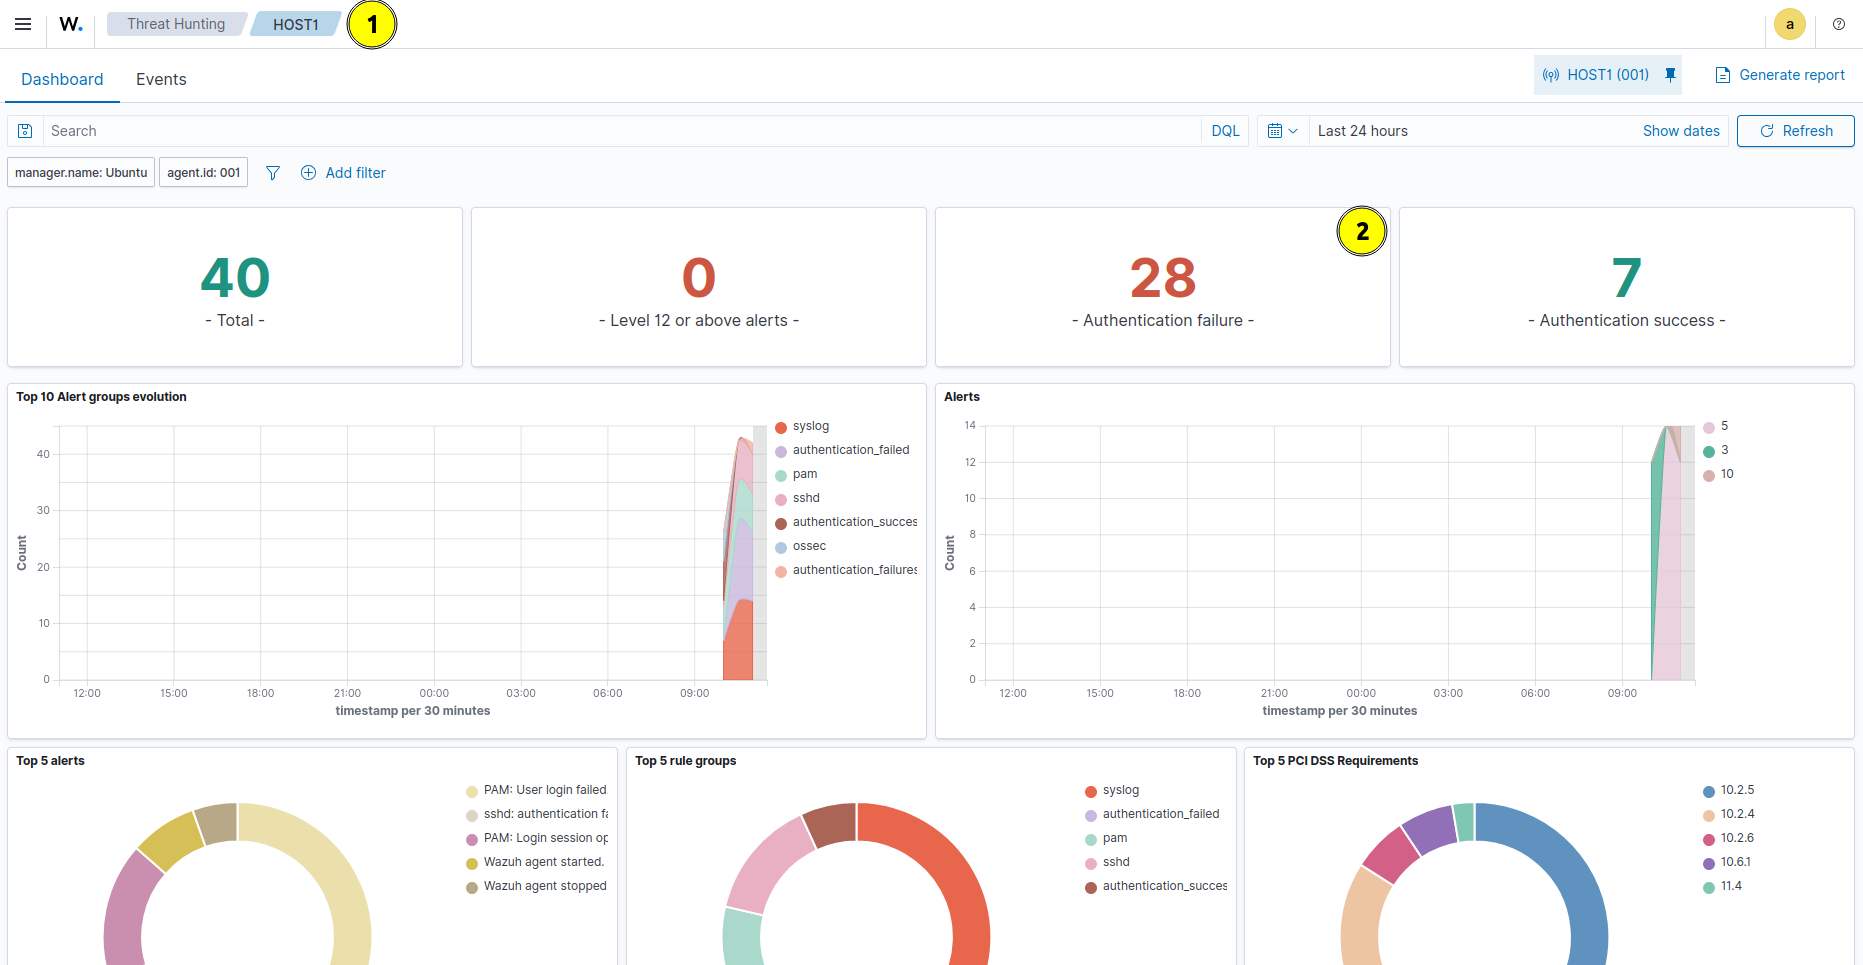 W. Threat Hunting HOST1 1 a
Dashboard Events HOST1 (001) Generate report
Search DQL Last 24 hours Show dates Refresh
manager.name: Ubuntu agent.id: 001 Add filter
2
40 0 28 7
- Total - - Level 12 or above alerts - - Authentication failure - - Authentication success -
Top 10 Alert groups evolution
Count
40
30
20
10
0
12:00 15:00 18:00 21:00 00:00 03:00 06:00 09:00
timestamp per 30 minutes
syslog
authentication_failed
pam
sshd
authentication_succes
ossec
authentication_failures
Alerts
Count
14
12
10
8
6
4
2
0
12:00 15:00 18:00 21:00 00:00 03:00 06:00 09:00
timestamp per 30 minutes
5
3
10
Top 5 alerts
PAM: User login failed
sshd: authentication fa
PAM: Login session op
Wazuh agent started.
Wazuh agent stopped
Top 5 rule groups
syslog
authentication_failed
pam
sshd
authentication_succes
Top 5 PCI DSS Requirements
10.2.5
10.2.4
10.2.6
10.6.1
11.4